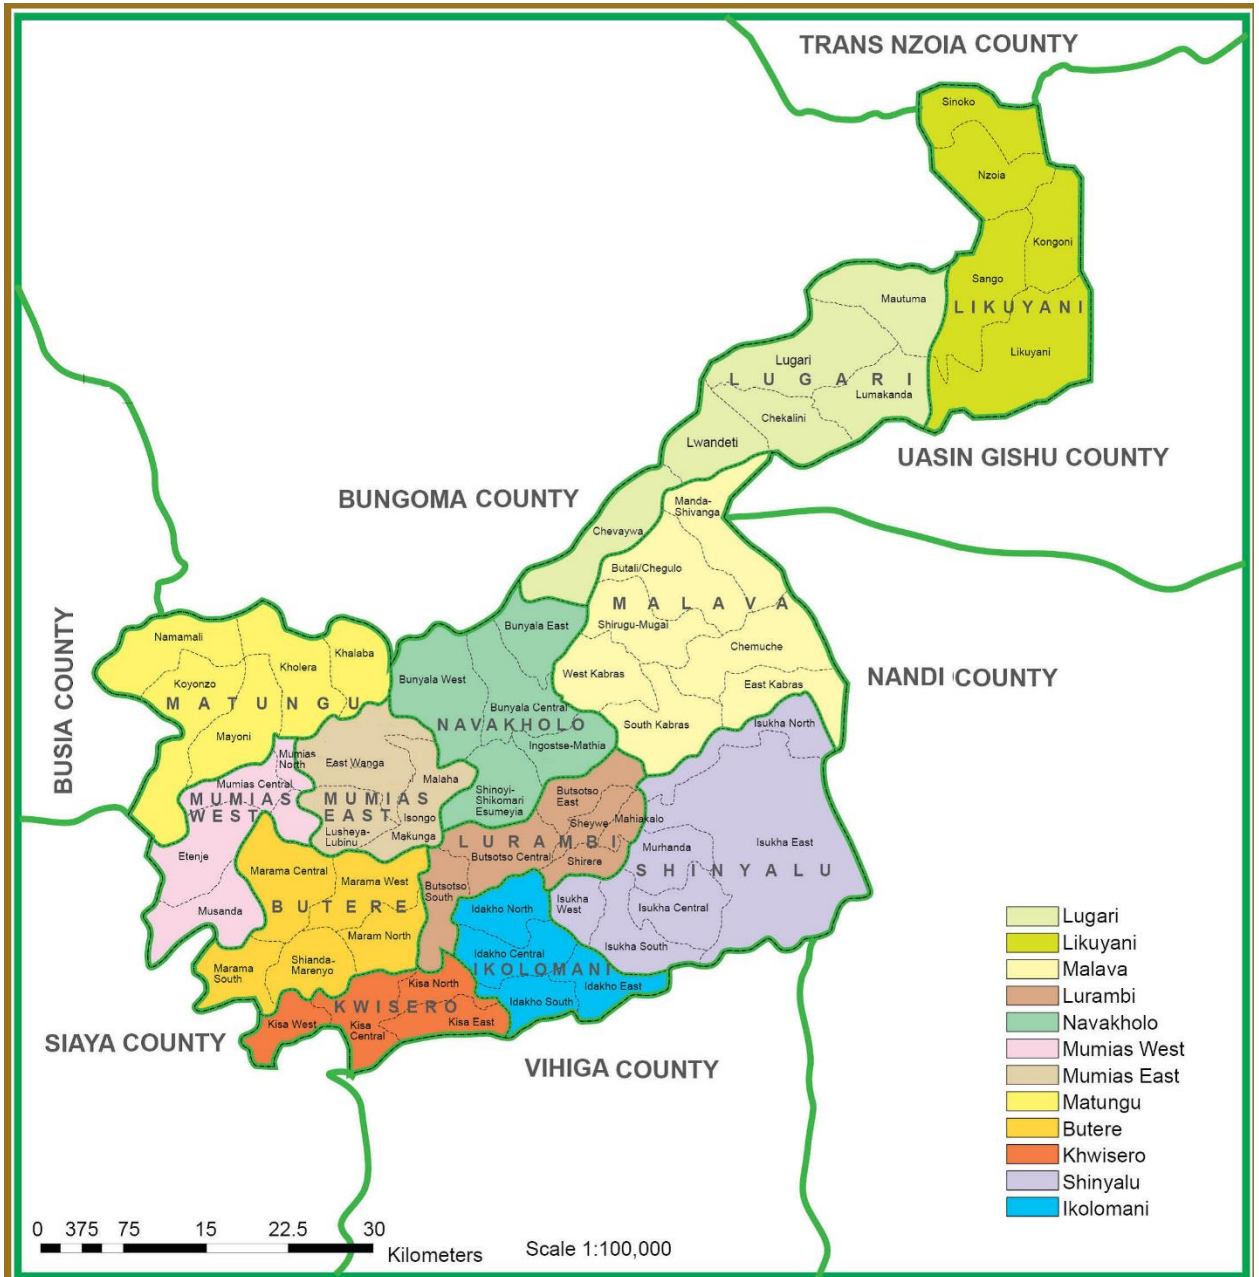 TRANS NZOIA COUNTY
Sinoko
Nzoia
Kongoni
Sango
LIKUYANI
Likuyani
Mautuma
Lugari
LUGARI
Lumakanda
Chekalini
Lwandeti
UASIN GISHU COUNTY
BUNGOMA COUNTY
Manda-
Shivanga
Chevaywa
Butali/Chegulo
MALAVA
Shirugu-Mugai
Chemuche
West Kabras
East Kabras
South Kabras
NANDI COUNTY
BUSIA COUNTY
Namamali
Kholera
Khalaba
Koyonzo
MATUNGU
Mayoni
Bunyala East
Bunyala West
Bunyala Central
NAVAKHOLO
Ingostse-Mathia
Shinoyi-
Shikomari
Esumeyia
Mumias
North
Mumias Central
MUMIAS
WEST
Etenje
Musanda
East Wanga
Malaha
MUMIAS
EAST
Isongo
Lusheya-
Lubinu
Makunga
Butsotso
East
Sheywe
Mahiakalo
LURAMBI
Butsotso Central
Shirere
Butsotso
South
Isukha North
Murhanda
Isukha East
SHINYALU
Isukha
West
Isukha Central
Isukha South
Marama Central
Marama West
BUTERE
Maram North
Marama
South
Shianda-
Marenyo
Idakho North
Idakho Central
IKOLOMANI
Idakho East
Idakho South
Kisa North
KWISERO
Kisa West
Kisa
Central
Kisa East
SIAYA COUNTY
VIHIGA COUNTY
Lugari
Likuyani
Malava
Lurambi
Navakholo
Mumias West
Mumias East
Matungu
Butere
Khwisero
Shinyalu
Ikolomani
0 375 75 15 22.5 30
Kilometers
Scale 1:100,000